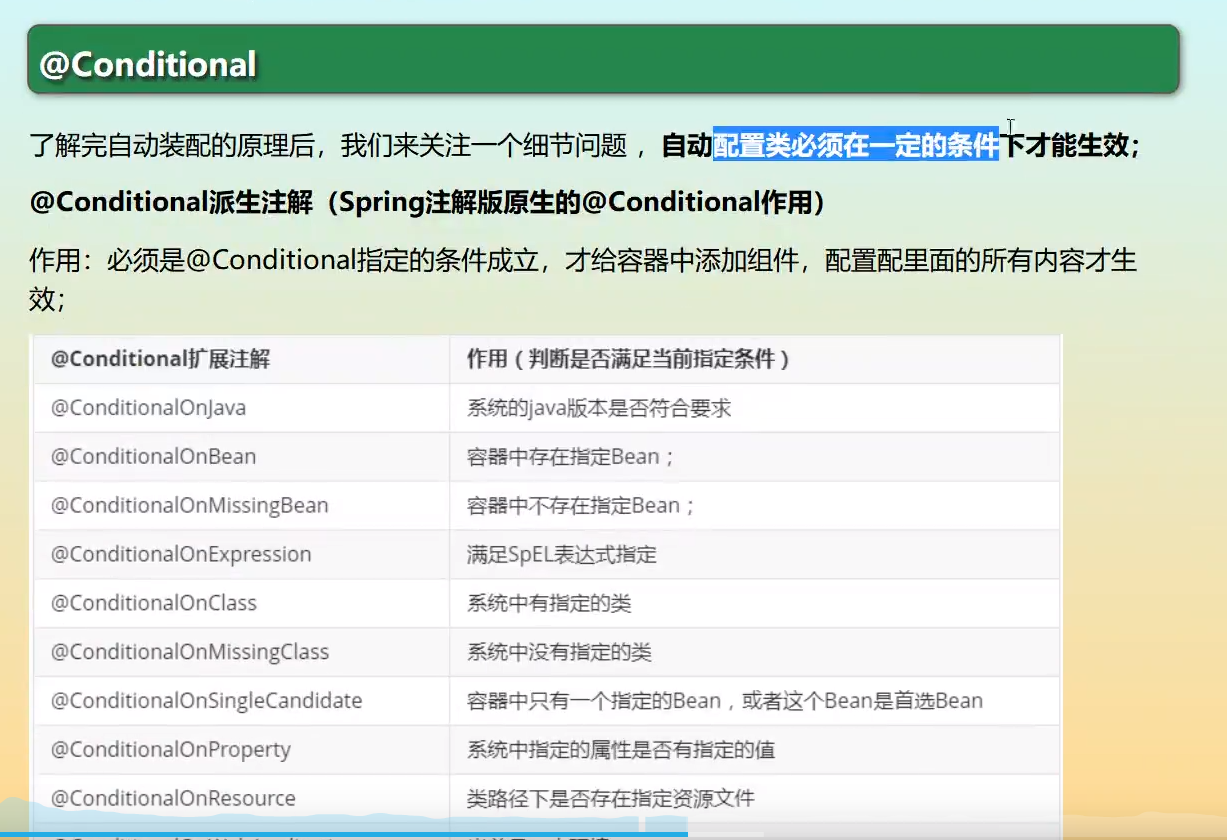 @Conditional
了解完自动装配的原理后，我们来关注一个细节问题 ，自动配置类必须在一定的条件下才能生效；
@Conditional派生注解（Spring注解版原生的@Conditional作用）
作用：必须是@Conditional指定的条件成立，才给容器中添加组件，配置配里面的所有内容才生
效；
@Conditional扩展注解 作用（判断是否满足当前指定条件）
@ConditionalOnJava 系统的java版本是否符合要求
@ConditionalOnBean 容器中存在指定Bean；
@ConditionalOnMissingBean 容器中不存在指定Bean；
@ConditionalOnExpression 满足SpEL表达式指定
@ConditionalOnClass 系统中有指定的类
@ConditionalOnMissingClass 系统中没有指定的类
@ConditionalOnSingleCandidate 容器中只有一个指定的Bean，或者这个Bean是首选Bean
@ConditionalOnProperty 系统中指定的属性是否有指定的值
@ConditionalOnResource 类路径下是否存在指定资源文件